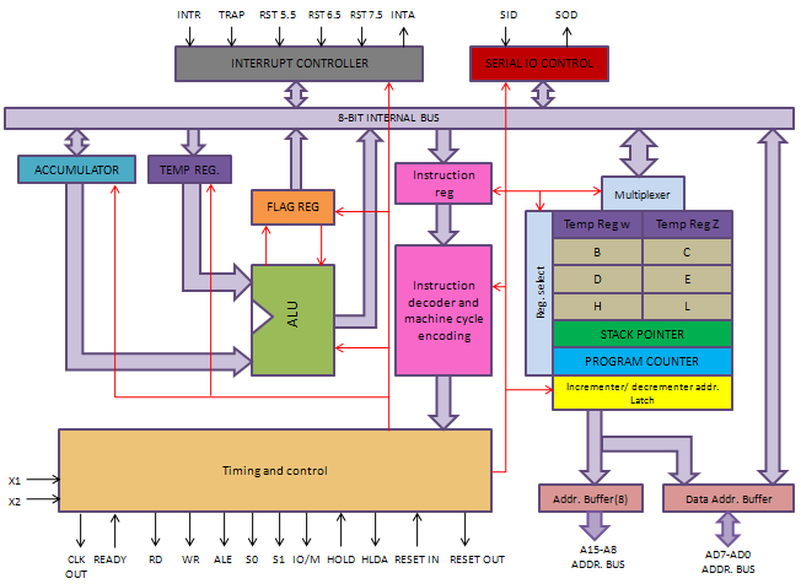 INTR TRAP RST 5.5 RST 6.5 RST 7.5 INTA SID SOD
INTERRUPT CONTROLLER
SERIAL IO CONTROL
8-BIT INTERNAL BUS
ACCUMULATOR
TEMP REG.
FLAG REG
ALU
Instruction
reg
Instruction
decoder and
machine cycle
encoding
Multiplexer
Reg. select
Temp Reg w
Temp Reg Z
B
C
D
E
H
L
STACK POINTER
PROGRAM COUNTER
Incrementer/ decrementer addr.
Latch
Timing and control
X1
X2
Addr. Buffer(8)
Data Addr. Buffer
CLK
OUT
READY
RD
WR
ALE
S0
S1
IO/M
HOLD
HLDA
RESET IN
RESET OUT
A15-A8
ADDR. BUS
AD7-AD0
ADDR. BUS